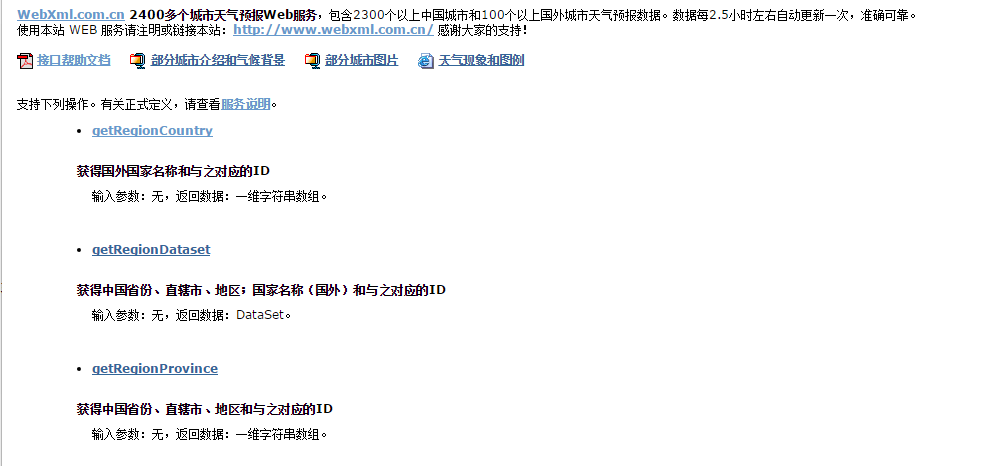 WebXml.com.cn 2400多个城市天气预报Web服务，包含2300个以上中国城市和100个以上国外城市天气预报数据。数据每2.5小时左右自动更新一次，准确可靠。
使用本站 WEB 服务请注明或链接本站：http://www.webxml.com.cn/ 感谢大家的支持！
接口帮助文档 部分城市介绍和气候背景 部分城市图片 天气现象和图例
支持下列操作。有关正式定义，请查看服务说明。
• getRegionCountry
获得国外国家名称和与之对应的ID
输入参数：无，返回数据：一维字符串数组。
• getRegionDataset
获得中国省份、直辖市、地区；国家名称（国外）和与之对应的ID
输入参数：无，返回数据：DataSet。
• getRegionProvince
获得中国省份、直辖市、地区和与之对应的ID
输入参数：无，返回数据：一维字符串数组。